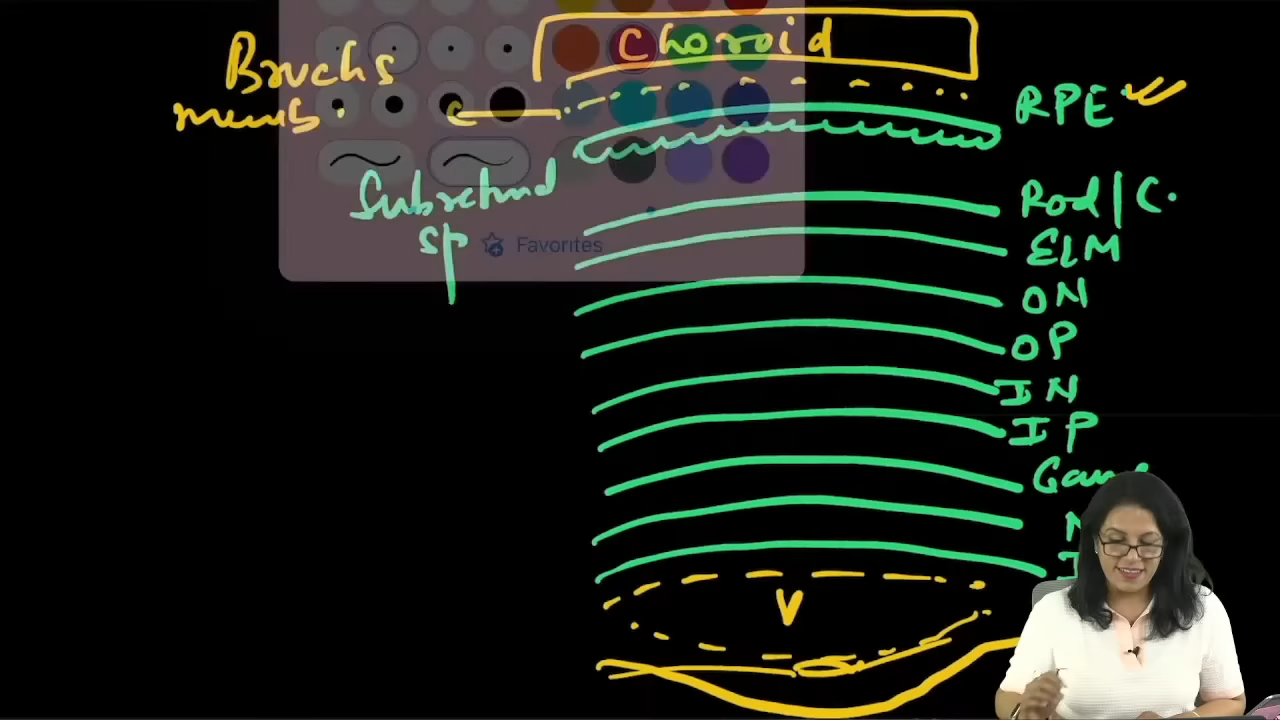 Choroid
Bruchs
memb.
RPE
Subretinal
sp
Rod/C.
Favorites
ELM
ON
OP
IN
IP
V